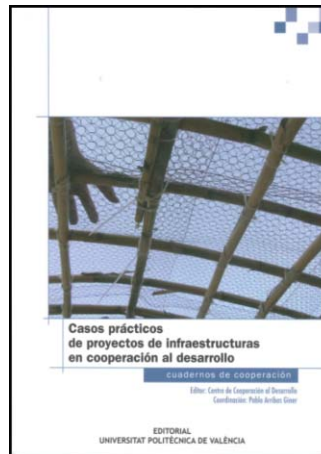 Casos prácticos
de proyectos de infraestructuras
en cooperación al desarrollo
cuadernos de cooperación
Editor: Centro de Cooperación al Desarrollo
Coordinación: Pablo Arribas Giner
EDITORIAL
UNIVERSITAT POLITÈCNICA DE VALÈNCIA